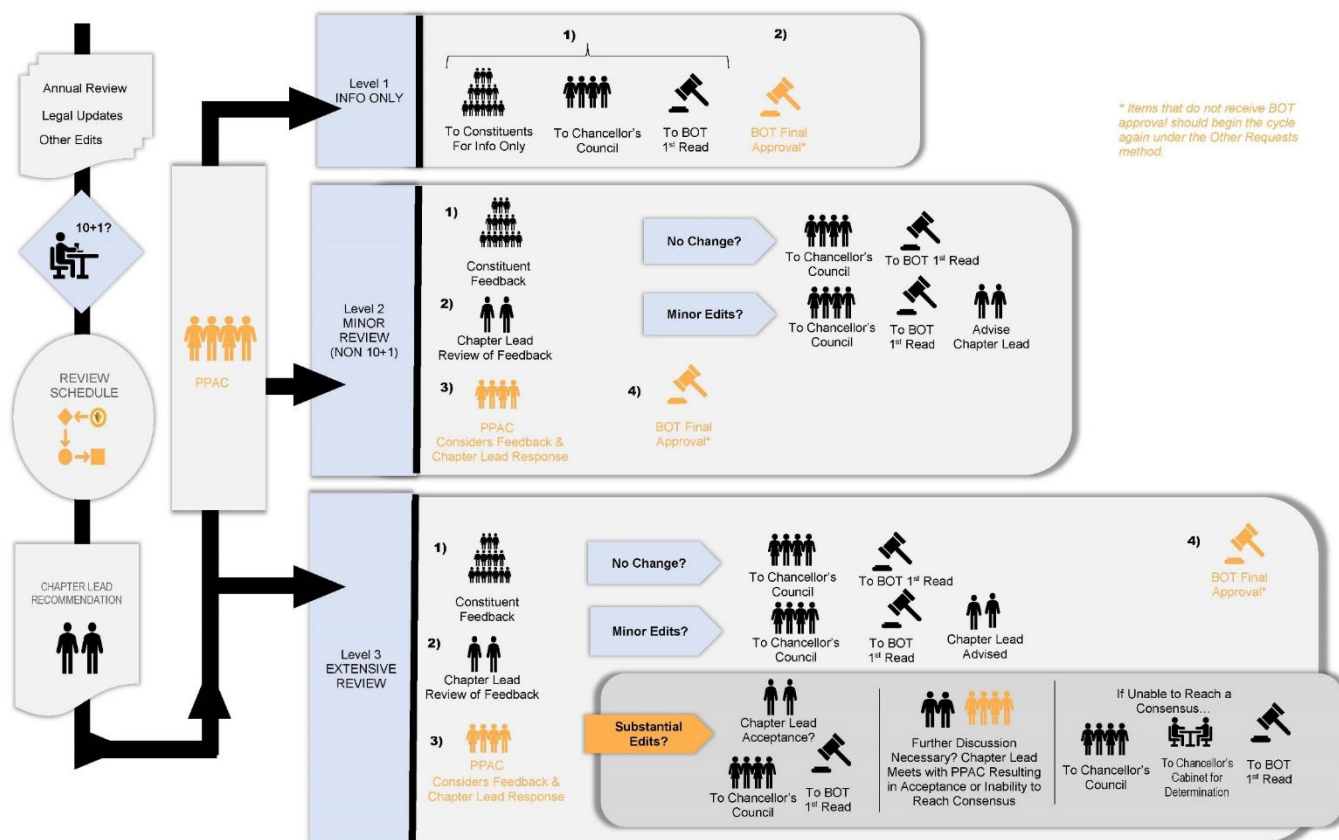 Annual Review
Legal Updates
Other Edits
10+1?
REVIEW
SCHEDULE
CHAPTER LEAD
RECOMMENDATION
PPAC
Level 1
INFO ONLY
1)
To Constituents
For Info Only
To Chancellor's
Council
To BOT
1st Read
2)
BOT Final
Approval*
* Items that do not receive BOT
approval should begin the cycle
again under the Other Requests
method.
Level 2
MINOR
REVIEW
(NON 10+1)
1)
Constituent
Feedback
2)
Chapter Lead
Review of Feedback
3)
PPAC
Considers Feedback &
Chapter Lead Response
No Change?
To Chancellor's
Council
To BOT 1st Read
Minor Edits?
To Chancellor's
Council
To BOT
1st Read
Advise
Chapter Lead
4)
BOT Final
Approval*
Level 3
EXTENSIVE
REVIEW
1)
Constituent
Feedback
2)
Chapter Lead
Review of Feedback
3)
PPAC
Considers Feedback &
Chapter Lead Response
No Change?
To Chancellor's
Council
To BOT 1st Read
Minor Edits?
To Chancellor's
Council
To BOT
1st Read
Chapter Lead
Advised
4)
BOT Final
Approval*
Substantial
Edits?
Chapter Lead
Acceptance?
To Chancellor's
Council
To BOT
1st Read
Further Discussion
Necessary? Chapter Lead
Meets with PPAC Resulting
in Acceptance or Inability to
Reach Consensus
If Unable to Reach a
Consensus…
To Chancellor's
Council
To Chancellor's
Cabinet for
Determination
To BOT
1st Read